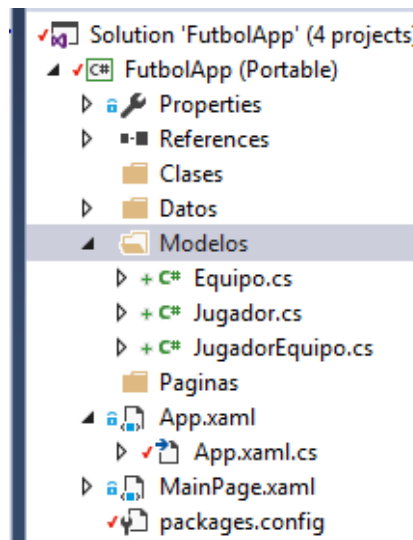 Solution 'FutbolApp' (4 projects)
C# FutbolApp (Portable)
Properties
References
Clases
Datos
Modelos
C# Equipo.cs
C# Jugador.cs
C# JugadorEquipo.cs
Paginas
App.xaml
App.xaml.cs
MainPage.xaml
packages.config